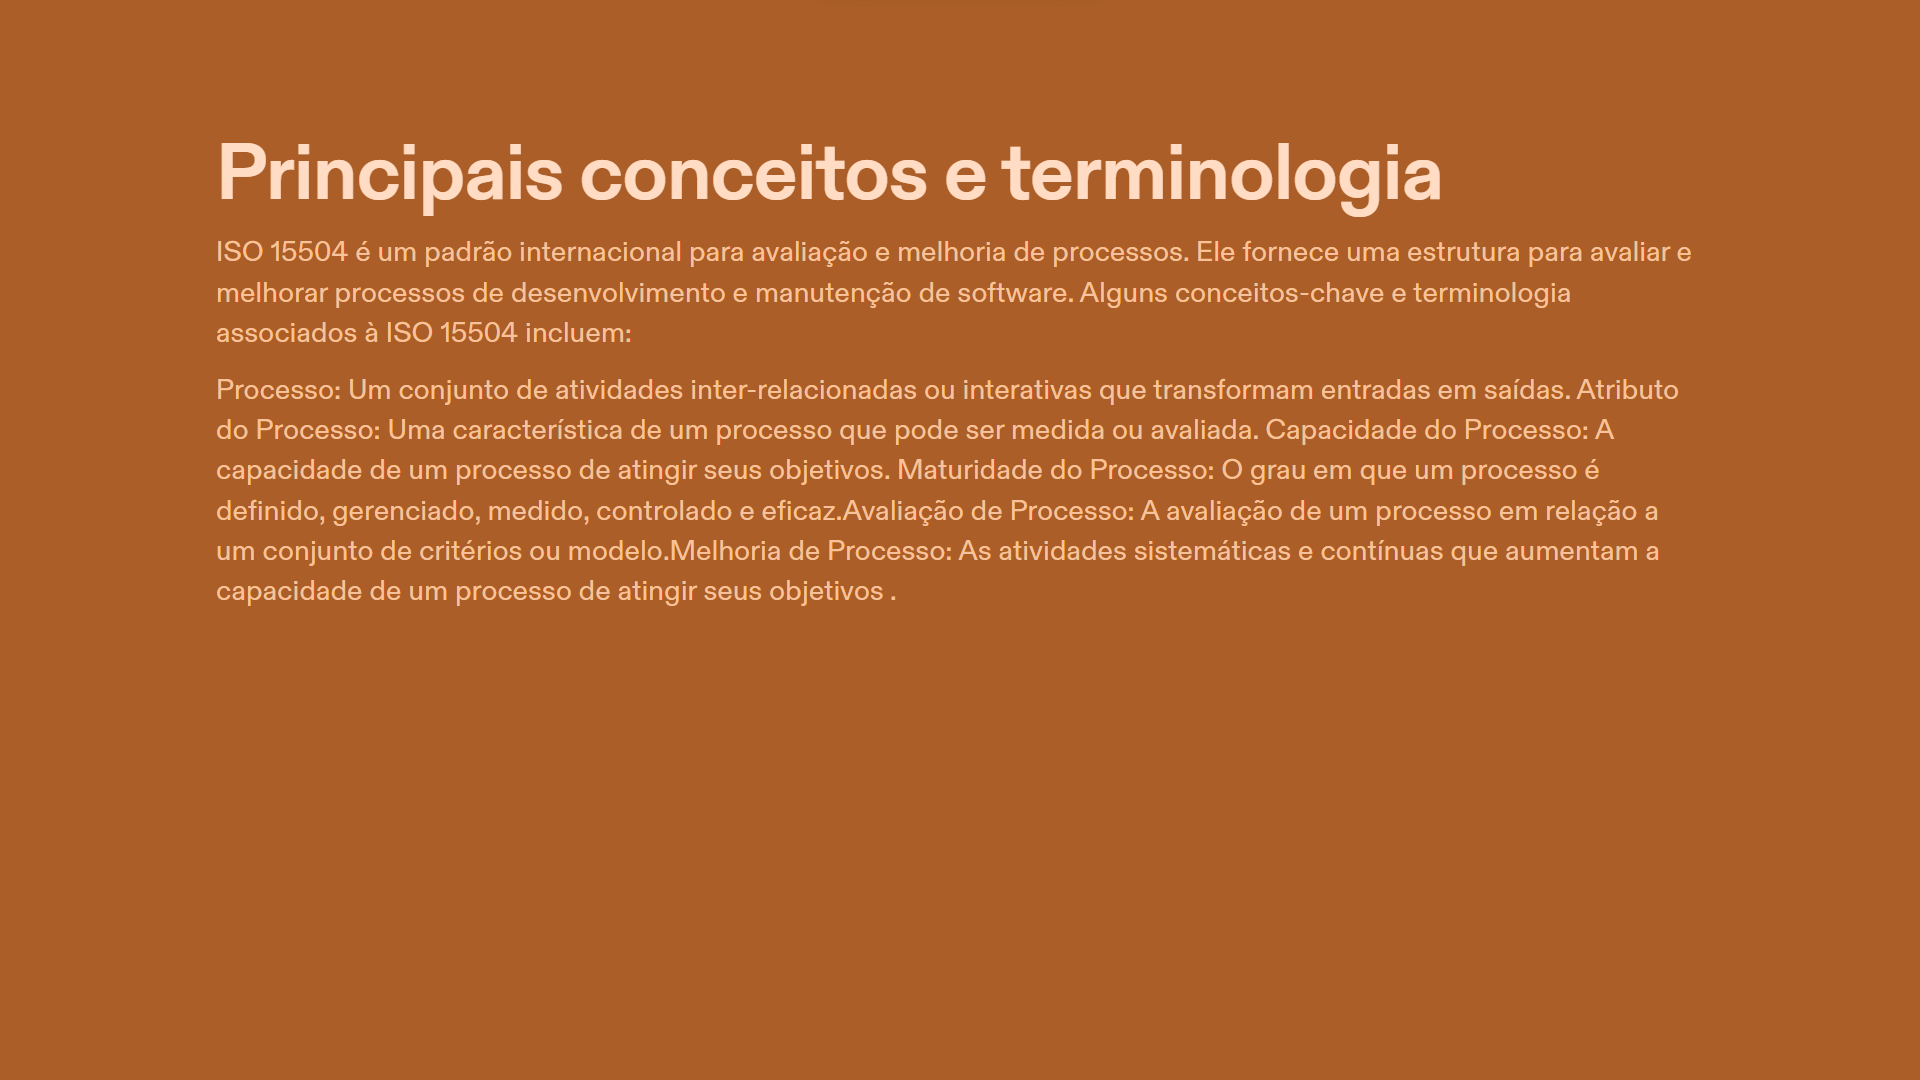 Principais conceitos e terminologia
ISO 15504 é um padrão internacional para avaliação e melhoria de processos. Ele fornece uma estrutura para avaliar e
melhorar processos de desenvolvimento e manutenção de software. Alguns conceitos-chave e terminologia
associados à ISO 15504 incluem:
Processo: Um conjunto de atividades inter-relacionadas ou interativas que transformam entradas em saídas. Atributo
do Processo: Uma característica de um processo que pode ser medida ou avaliada. Capacidade do Processo: A
capacidade de um processo de atingir seus objetivos. Maturidade do Processo: O grau em que um processo é
definido, gerenciado, medido, controlado e eficaz.Avaliação de Processo: A avaliação de um processo em relação a
um conjunto de critérios ou modelo.Melhoria de Processo: As atividades sistemáticas e contínuas que aumentam a
capacidade de um processo de atingir seus objetivos .